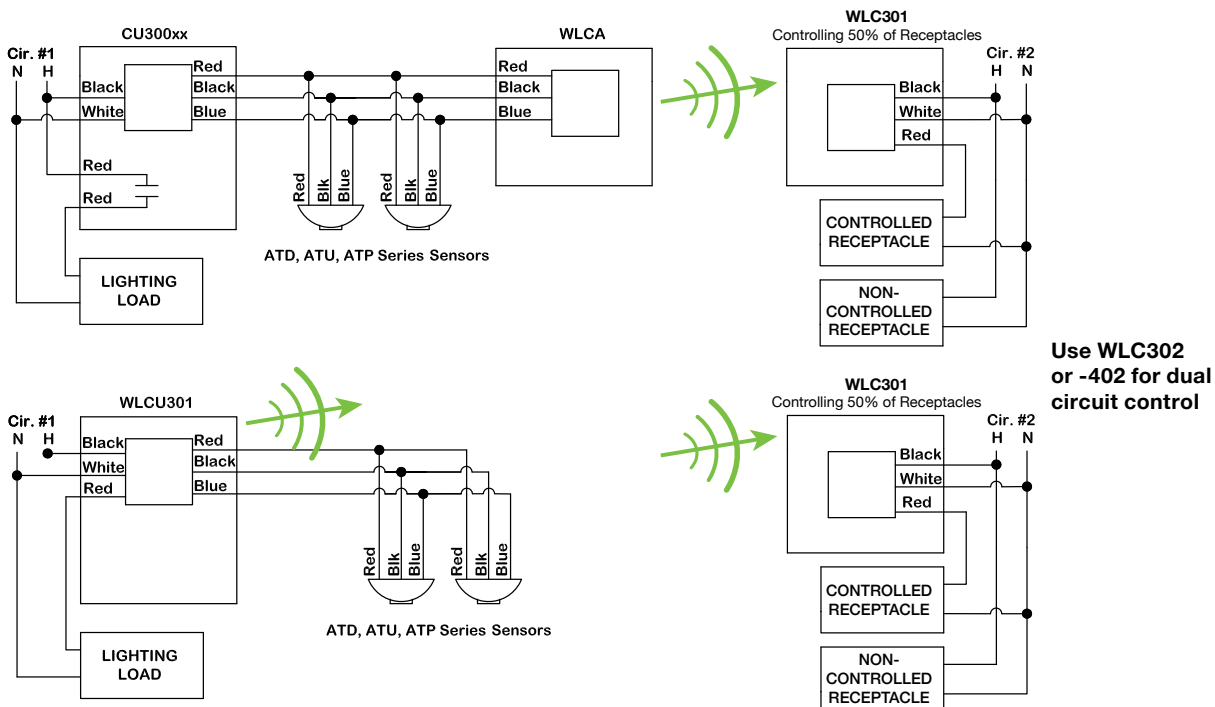 CU300xx
Cir. #1
N H
Black
White
Red
Red
Red
Black
Blue
LIGHTING
LOAD
Red
Blk
Blue
Red
Blk
Blue
ATD, ATU, ATP Series Sensors
WLCA
Red
Black
Blue
WLC301
Controlling 50% of Receptacles
Cir. #2
H N
Black
White
Red
CONTROLLED
RECEPTACLE
NON-
CONTROLLED
RECEPTACLE
Use WLC302
or -402 for dual
circuit control
WLCU301
Cir. #1
N H
Black
White
Red
Red
Black
Blue
LIGHTING
LOAD
Red
Blk
Blue
Red
Blk
Blue
ATD, ATU, ATP Series Sensors
WLC301
Controlling 50% of Receptacles
Cir. #2
H N
Black
White
Red
CONTROLLED
RECEPTACLE
NON-
CONTROLLED
RECEPTACLE